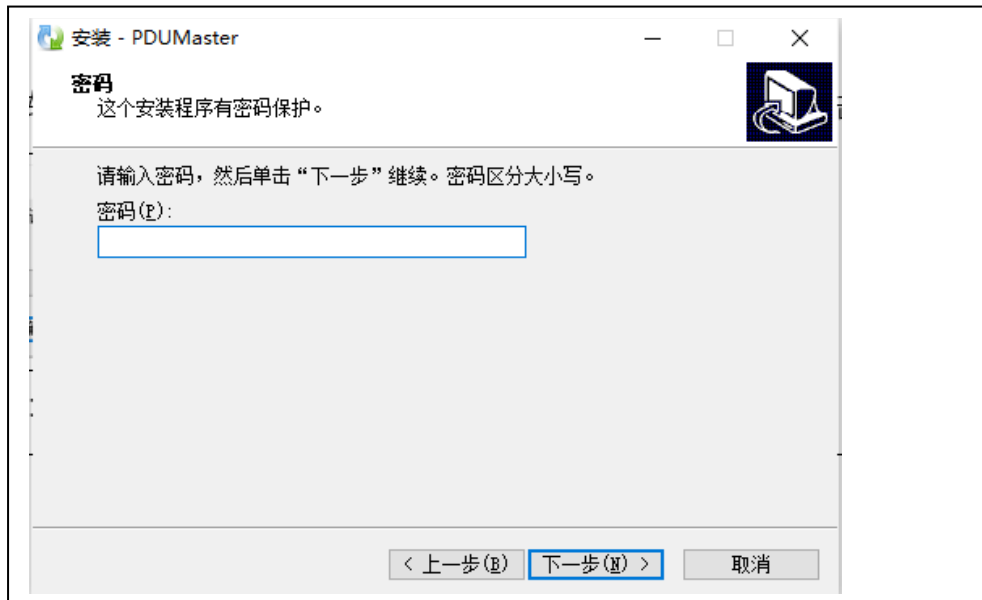 安装 - PDUMaster
密码
这个安装程序有密码保护。
请输入密码，然后单击“下一步”继续。密码区分大小写。
密码(P):
< 上一步(B)
下一步(N) >
取消